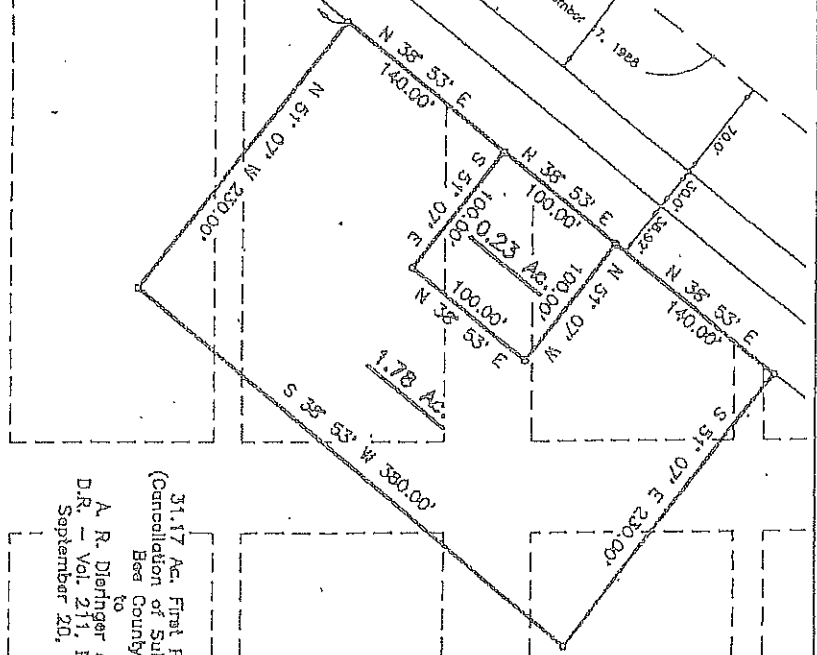 7, 1988
70.0'
30.0'
38.92'
N 38° 53' E
140.00'
N 38° 53' E
100.00'
N 38° 53' E
140.00'
N 51° 07' W 230.00'
S 51° 07' E
100.00'
0.23 AC.
100.00'
N 51° 07' W
100.00'
N 38° 53' E
1.78 AC.
S 38° 53' W 380.00'
S 51° 07' E 230.00'
31.17 Ac. First
(Cancellation of
Bee County
to
A. R. Dieringer
D.R. - Vol. 211,
September 20,